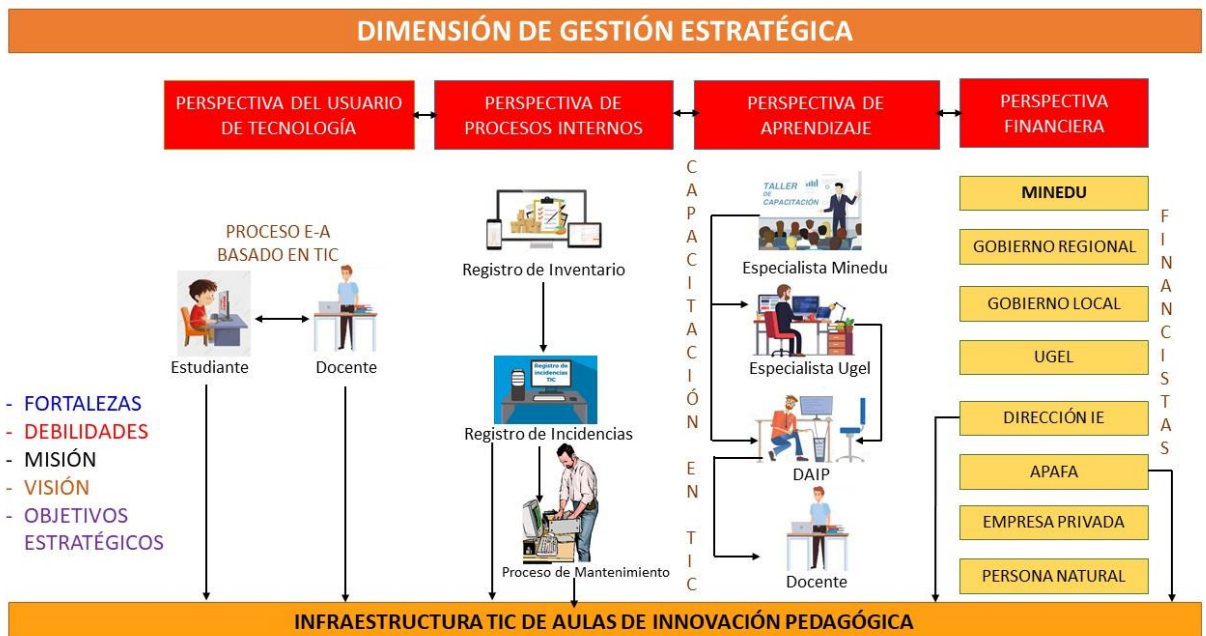 DIMENSIÓN DE GESTIÓN ESTRATÉGICA
PERSPECTIVA DEL USUARIO
DE TECNOLOGÍA
PERSPECTIVA DE
PROCESOS INTERNOS
PERSPECTIVA DE
APRENDIZAJE
PERSPECTIVA
FINANCIERA
- FORTALEZAS
- DEBILIDADES
- MISIÓN
- VISIÓN
- OBJETIVOS
ESTRATÉGICOS
PROCESO E-A
BASADO EN TIC
Estudiante
Docente
Registro de Inventario
Registro de
incidencias
TIC
Registro de Incidencias
Proceso de Mantenimiento
CAPACITACIÓN EN TIC
TALLER
DE
CAPACITACIÓN
Especialista Minedu
Especialista Ugel
DAIP
Docente
MINEDU
GOBIERNO REGIONAL
GOBIERNO LOCAL
UGEL
DIRECCIÓN IE
APAFA
EMPRESA PRIVADA
PERSONA NATURAL
FINANCISTAS
INFRAESTRUCTURA TIC DE AULAS DE INNOVACIÓN PEDAGÓGICA